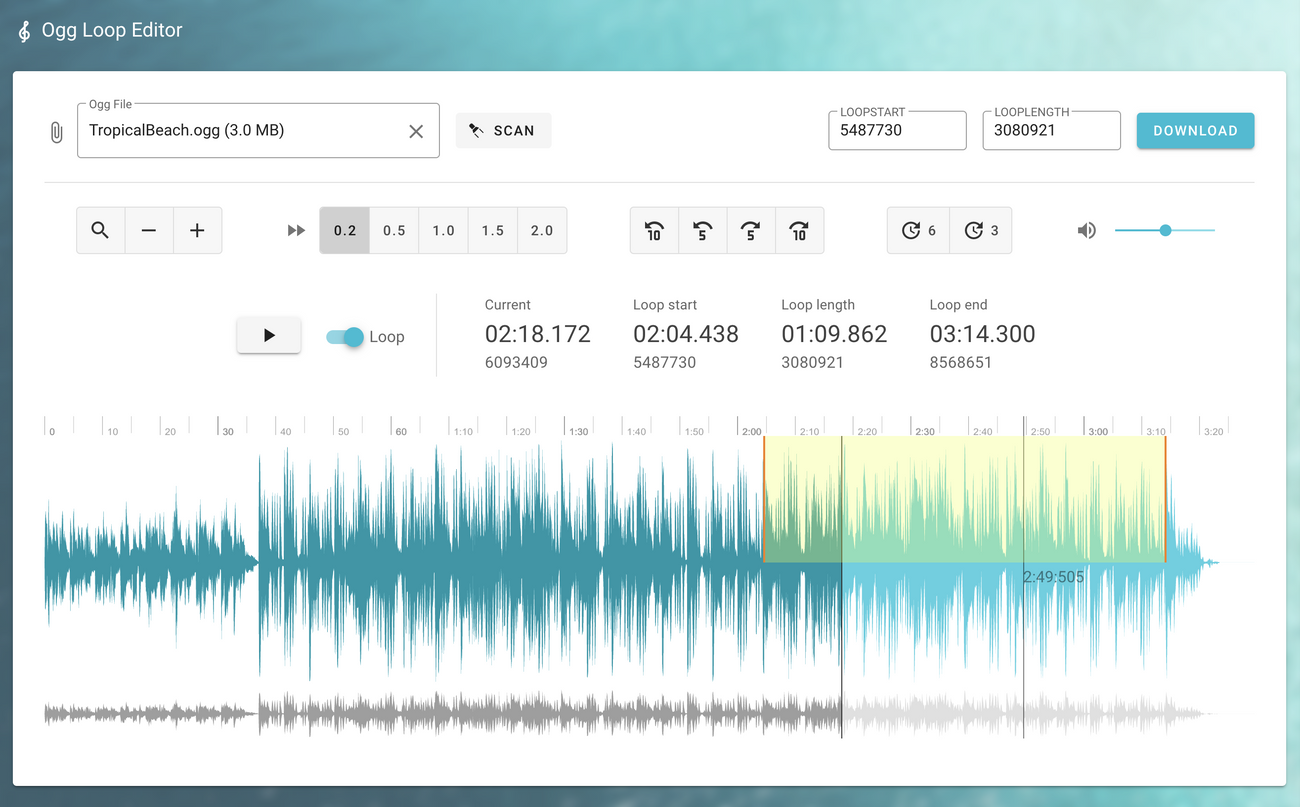 Ogg Loop Editor
Ogg File
TropicalBeach.ogg (3.0 MB)
SCAN
LOOPSTART
5487730
LOOPLENGTH
3080921
DOWNLOAD
0.2 0.5 1.0 1.5 2.0
10 5 5 10
6 3
Loop
Current
02:18.172
6093409
Loop start
02:04.438
5487730
Loop length
01:09.862
3080921
Loop end
03:14.300
8568651
0 10 20 30 40 50 60 1:10 1:20 1:30 1:40 1:50 2:00 2:10 2:20 2:30 2:40 2:50 3:00 3:10 3:20
2:49:505